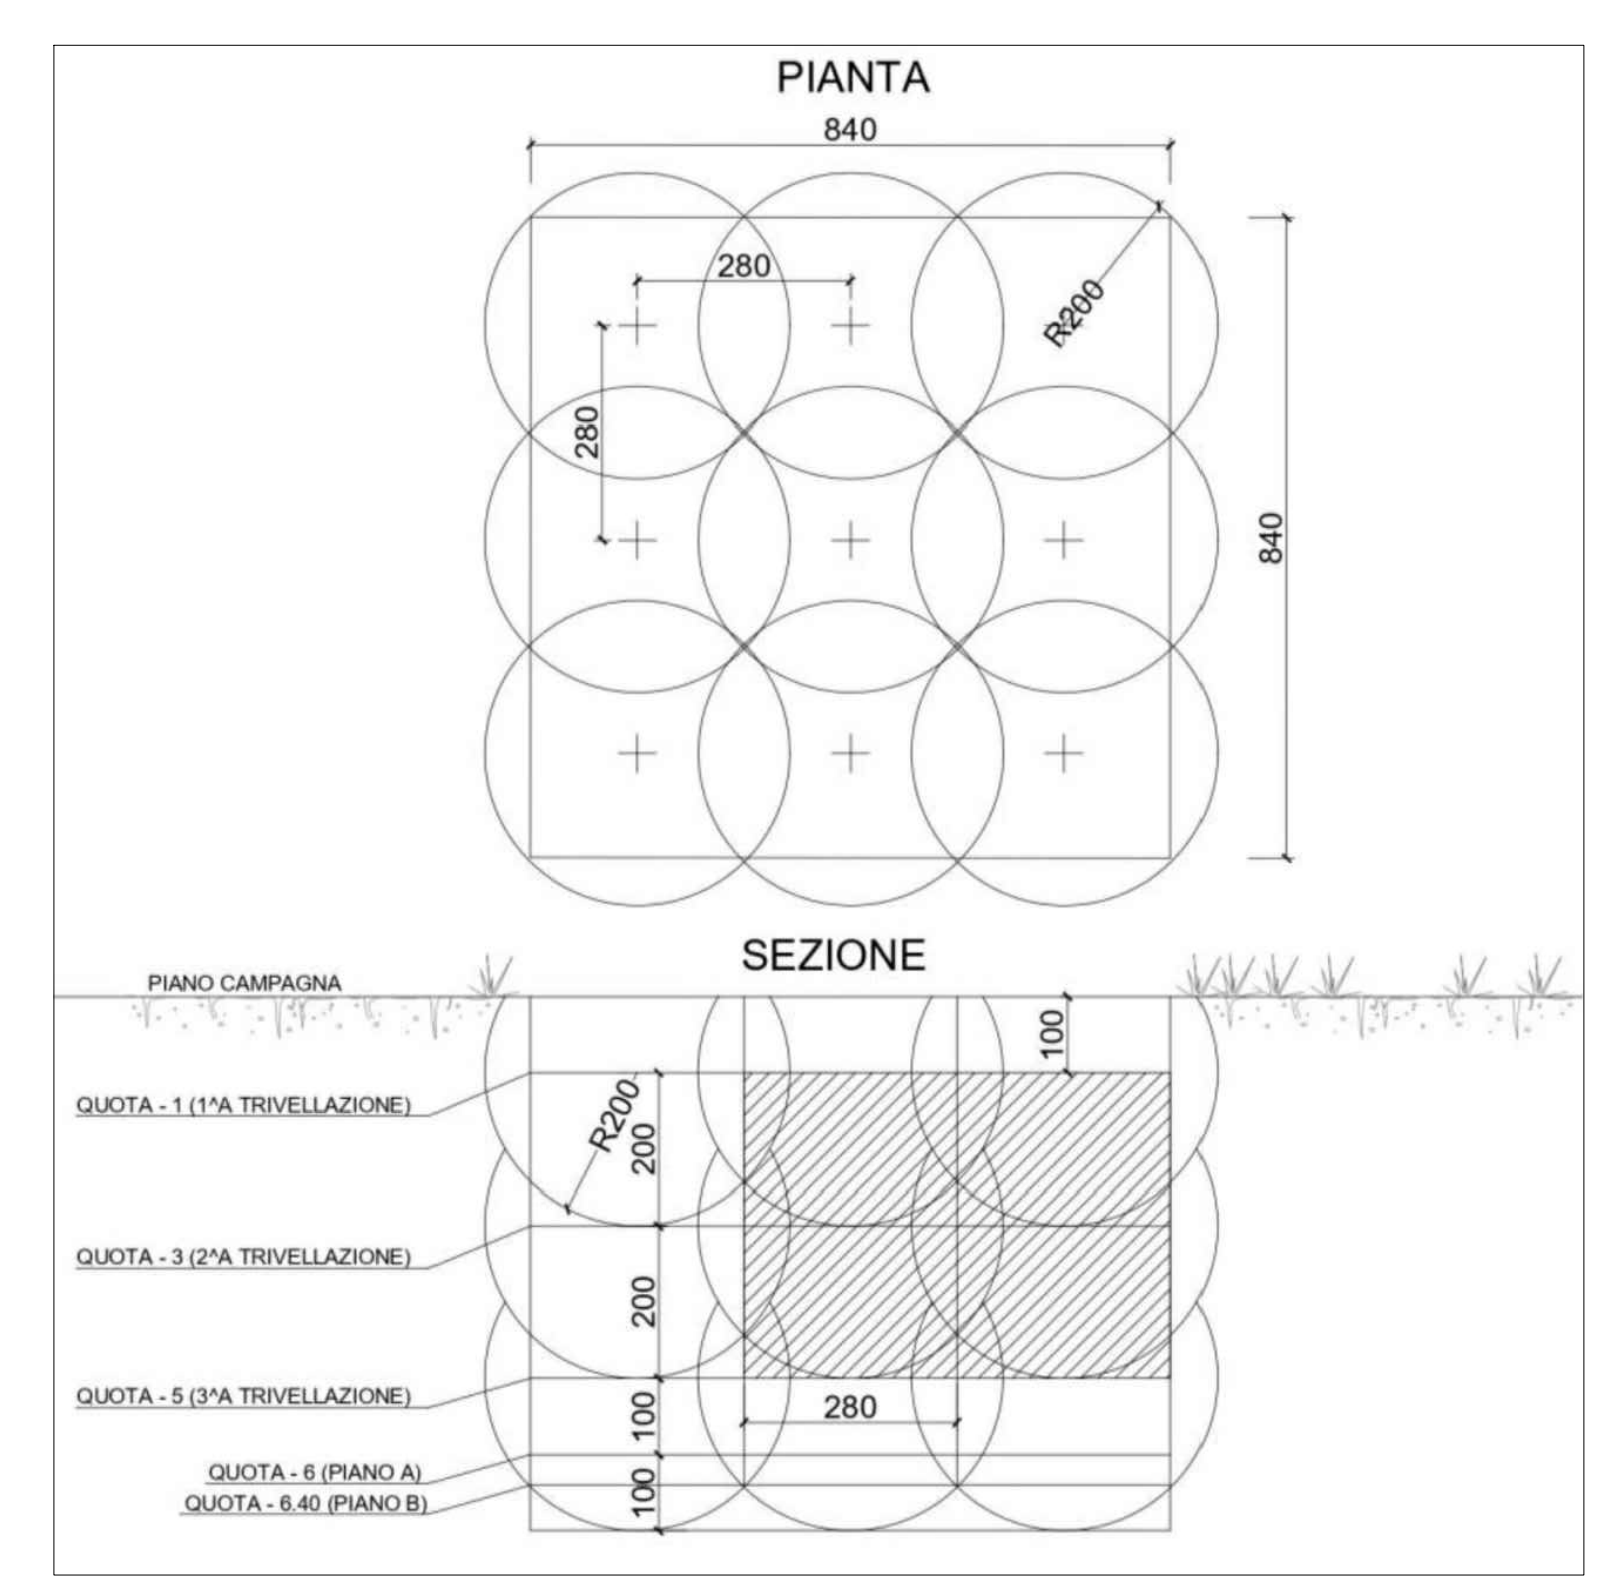 PIANTA
840
280
R200
280
840
SEZIONE
PIANO CAMPAGNA
100
QUOTA - 1 (1^A TRIVELLAZIONE)
R200
200
QUOTA - 3 (2^A TRIVELLAZIONE)
200
QUOTA - 5 (3^A TRIVELLAZIONE)
280
100
QUOTA - 6 (PIANO A)
100
QUOTA - 6.40 (PIANO B)